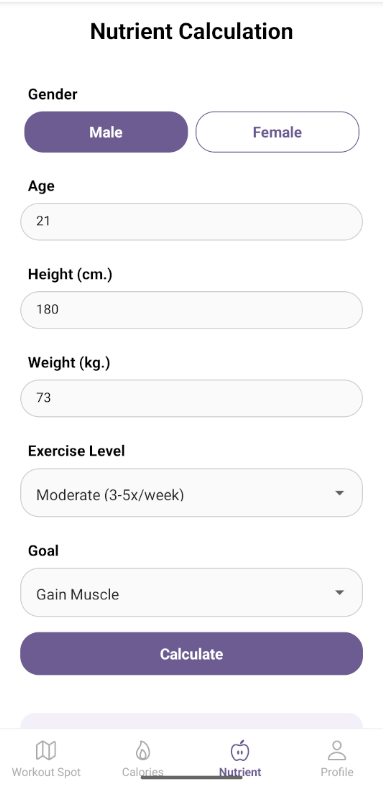 Nutrient Calculation
Gender
Male Female
Age
21
Height (cm.)
180
Weight (kg.)
73
Exercise Level
Moderate (3-5x/week)
Goal
Gain Muscle
Calculate
Workout Spot Calories Nutrient Profile